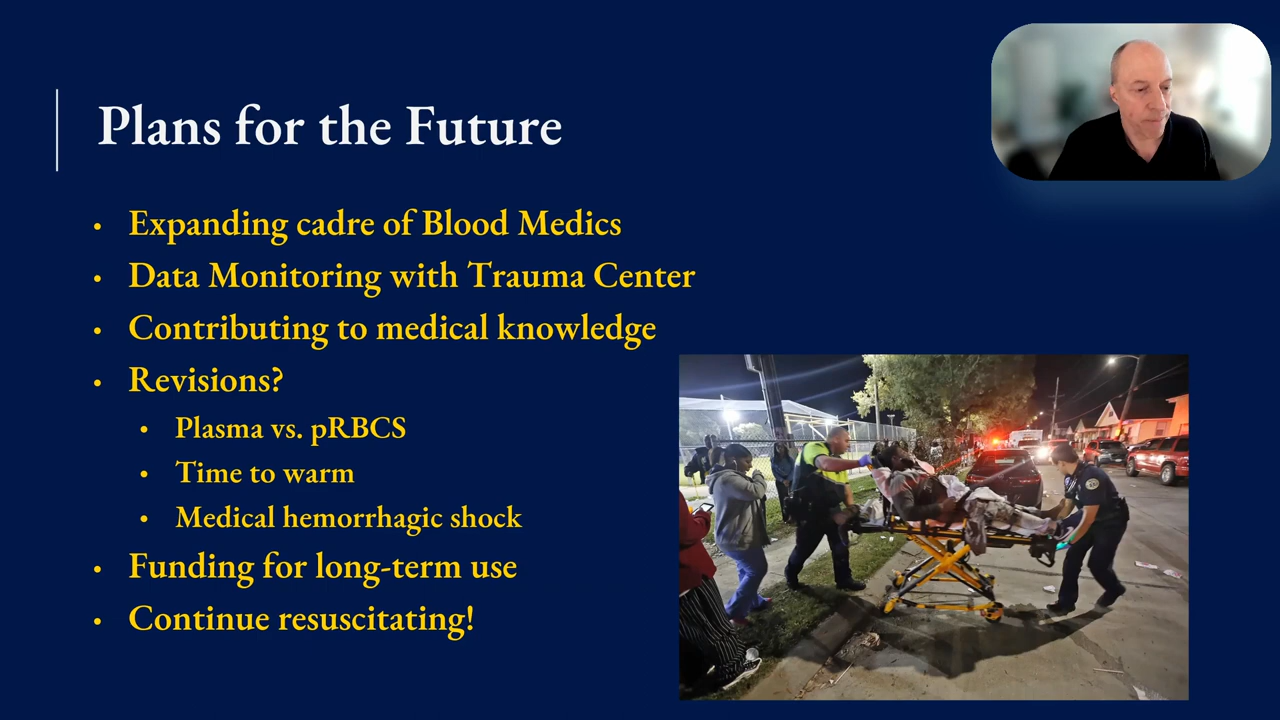 Plans for the Future
• Expanding cadre of Blood Medics
• Data Monitoring with Trauma Center
• Contributing to medical knowledge
• Revisions?
• Plasma vs. pRBCS
• Time to warm
• Medical hemorrhagic shock
• Funding for long-term use
• Continue resuscitating!